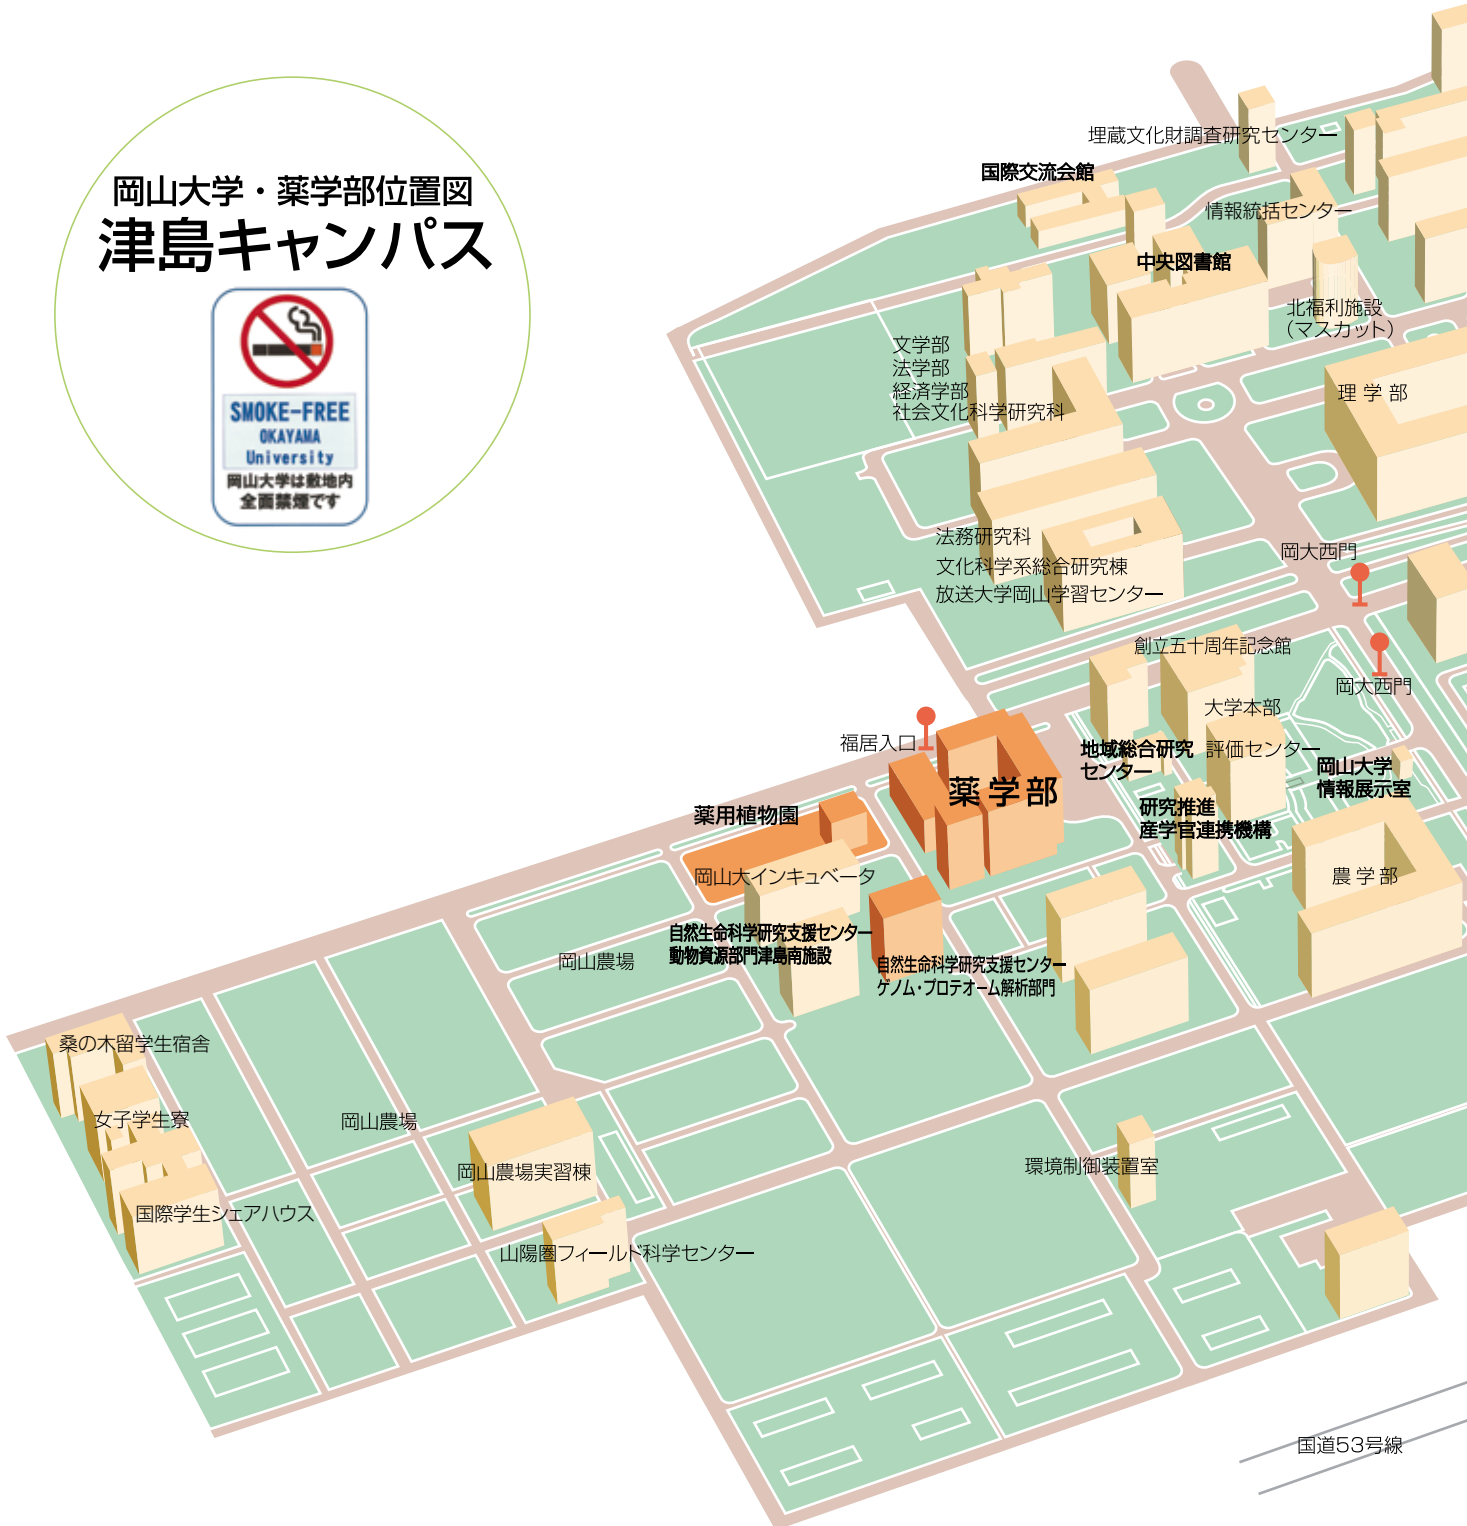 岡山大学・薬学部位置図
津島キャンパス
SMOKE-FREE
OKAYAMA
University
岡山大学は敷地内
全面禁煙です
埋蔵文化財調査研究センター
国際交流会館
情報統括センター
中央図書館
北福利施設
(マスカット)
文学部
法学部
経済学部
社会文化科学研究科
理学部
法務研究科
文化科学系総合研究棟
放送大学岡山学習センター
岡大西門
創立五十周年記念館
岡大西門
大学本部
福居入口
地域総合研究
センター
評価センター
岡山大学
情報展示室
薬学部
研究推進
産学官連携機構
薬用植物園
岡山大インキュベータ
農学部
自然生命科学研究支援センター
動物資源部門津島南施設
岡山農場
自然生命科学研究支援センター
ゲノム・プロテオーム解析部門
桑の木留学生宿舎
女子学生寮
岡山農場
岡山農場実習棟
環境制御装置室
国際学生シェアハウス
山陽圏フィールド科学センター
国道53号線